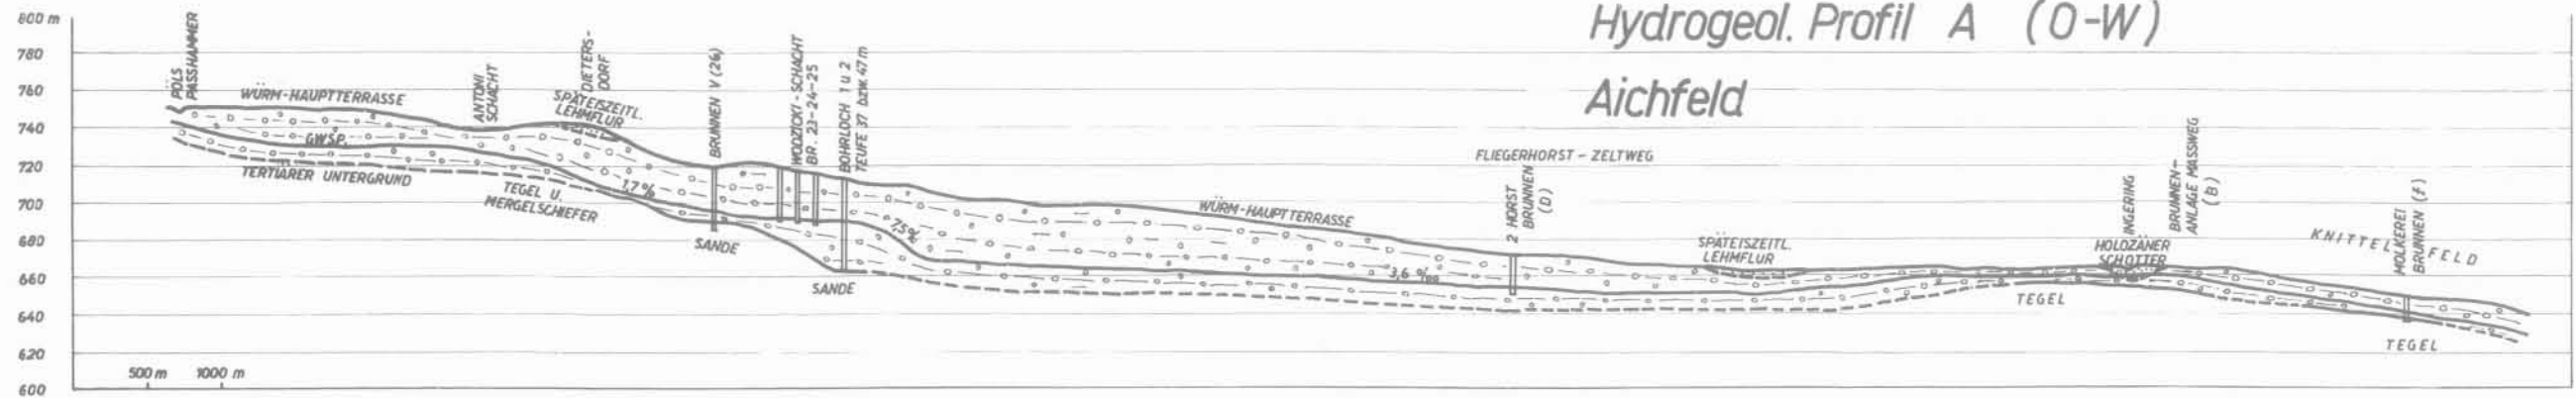 Hydrogeol. Profil A (O-W)
Aichfeld
800 m
780
760
740
720
700
680
660
640
620
600
500 m
1000 m
PÖLS
PASSHAMMER
WÜRM-HAUPTTERRASSE
GWSP.
TERTIÄRER UNTERGRUND
ANTONI
SCHACHT
TEGEL U.
MERGELSCHIEFER
DIETERS-
DORF
SPÄTEISZEITL.
LEHMFLUR
1,7 %
BRUNNEN V (26)
SANDE
WODZICKI-SCHACHT
BR. 23-24-25
BOHRLOCH 1 u 2
TEUFE 37 bzw. 47 m
SANDE
7,5%
WÜRM-HAUPTTERRASSE
3,6 ‰
FLIEGERHORST - ZELTWEG
2 HORST
BRUNNEN
(D)
SPÄTEISZEITL.
LEHMFLUR
TEGEL
INGERING
HOLOZÄNER
SCHOTTER
BRUNNEN-
ANLAGE MASSWEG
(B)
KNITTELFELD
MOLKEREI
BRUNNEN (F)
TEGEL